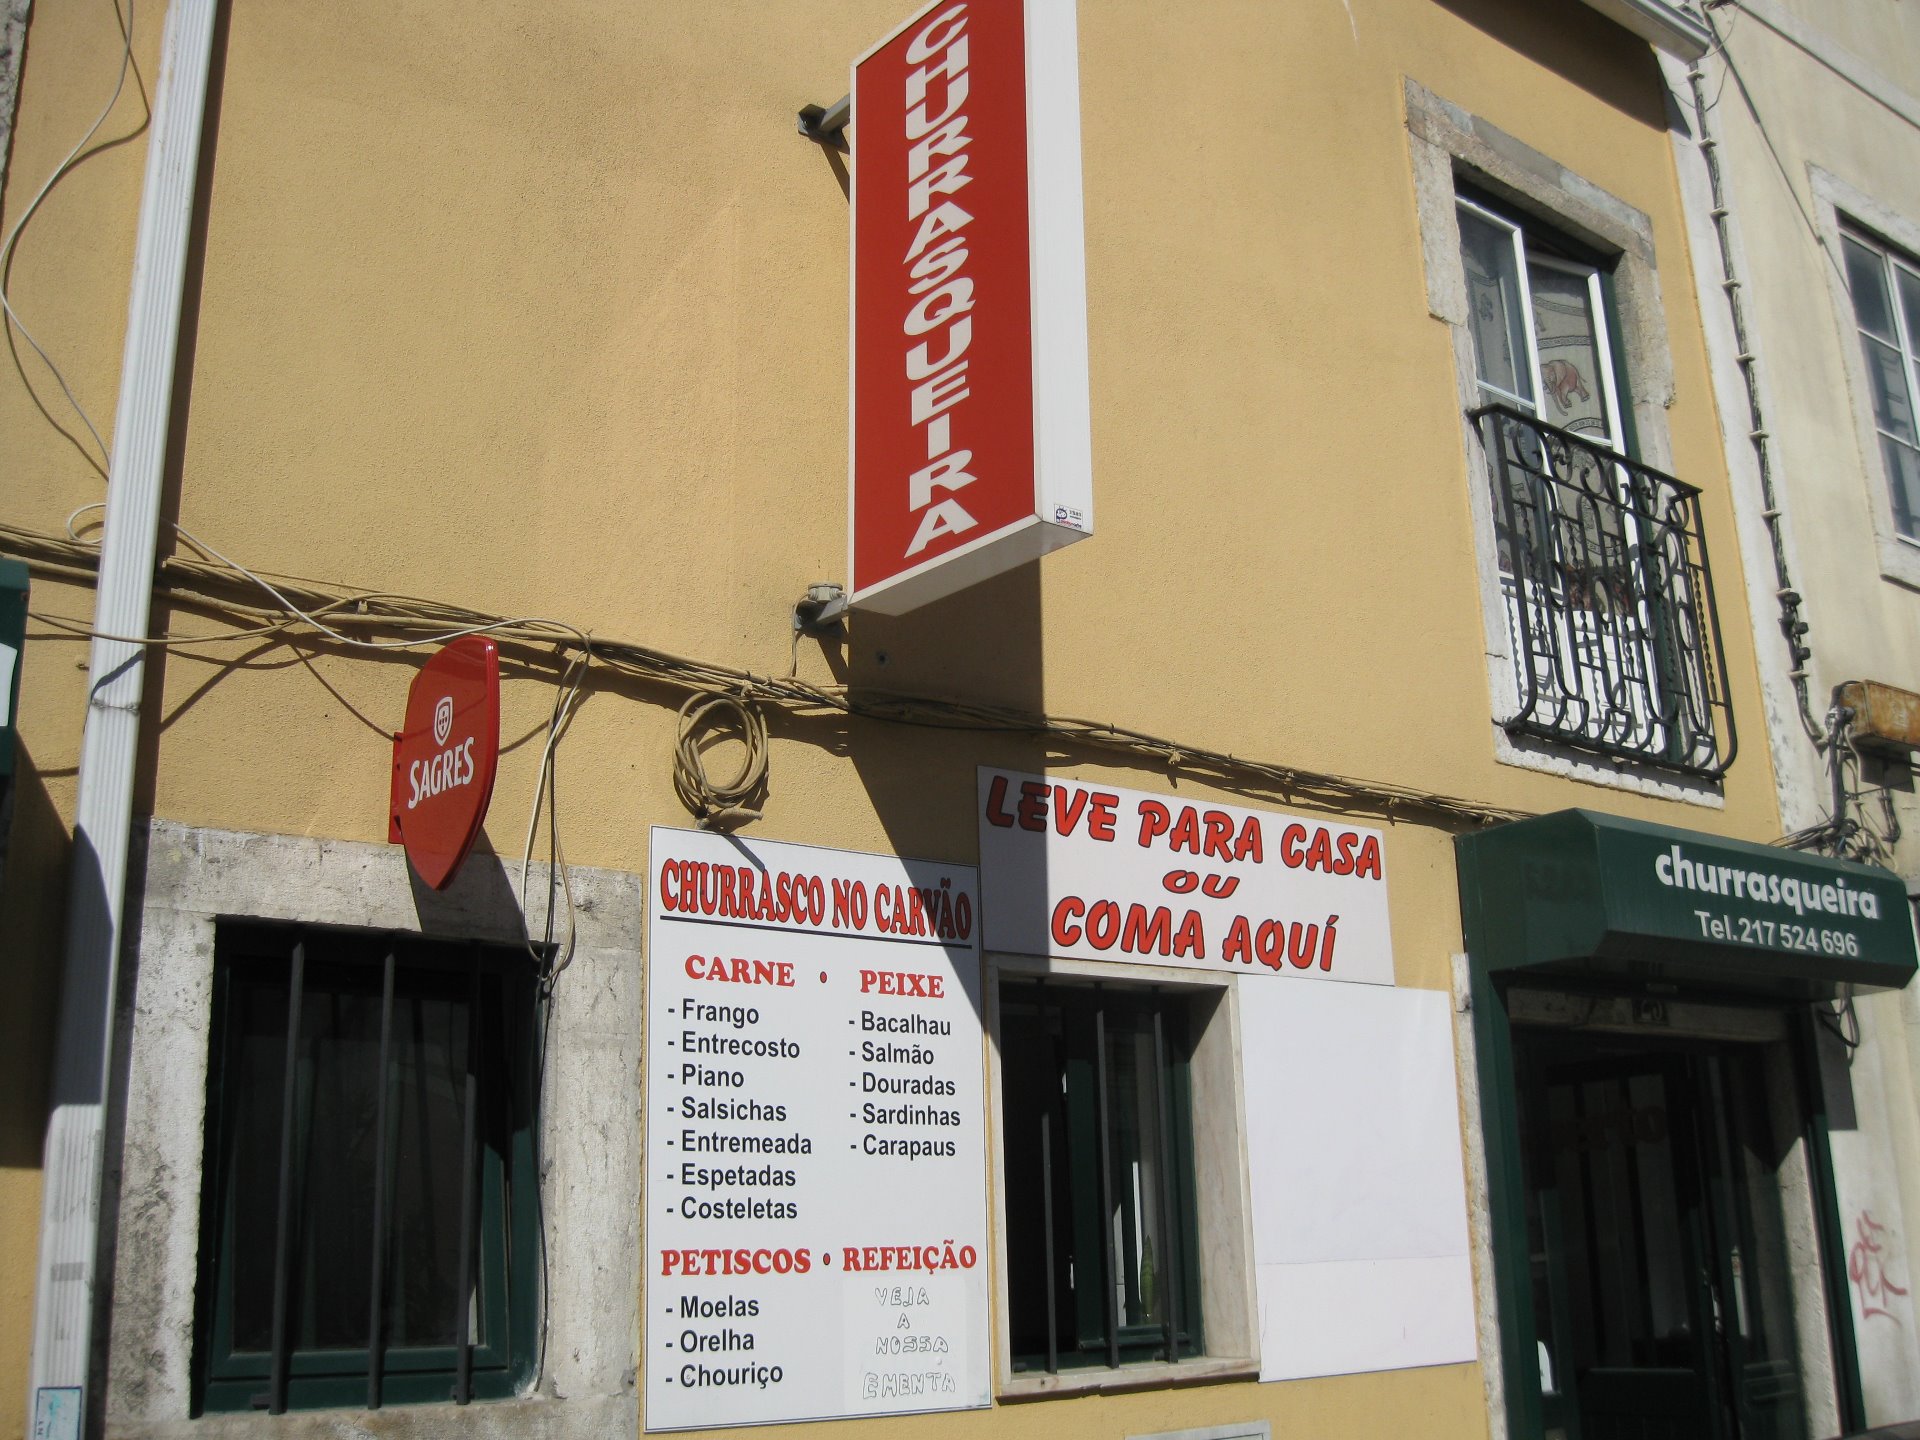 CHURRASQUEIRA
SAGRES
LEVE PARA CASA
OU
COMA AQUÍ
churrasqueira
Tel.217 524 696
CHURRASCO NO CARVÃO
CARNE • PEIXE
- Frango
- Entrecosto
- Piano
- Salsichas
- Entremeada
- Espetadas
- Costeletas
- Bacalhau
- Salmão
- Douradas
- Sardinhas
- Carapaus
PETISCOS • REFEIÇÃO
- Moelas
- Orelha
- Chouriço
VEJA
A
NOSSA
EMENTA